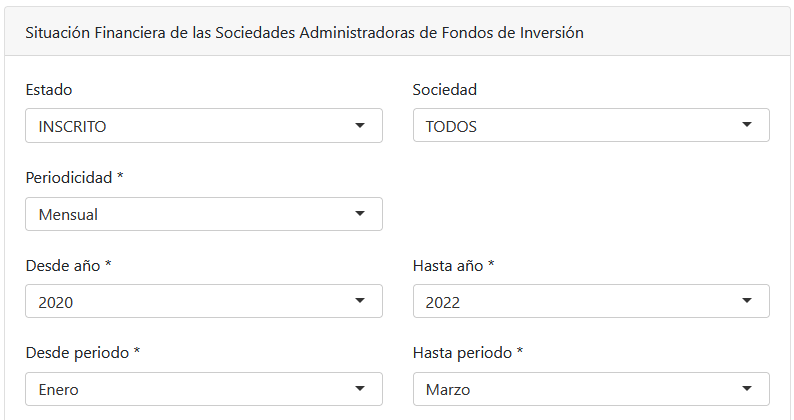 Situación Financiera de las Sociedades Administradoras de Fondos de Inversión
Estado
Sociedad
INSCRITO
TODOS
Periodicidad *
Mensual
Desde año *
Hasta año *
2020
2022
Desde periodo *
Hasta periodo *
Enero
Marzo